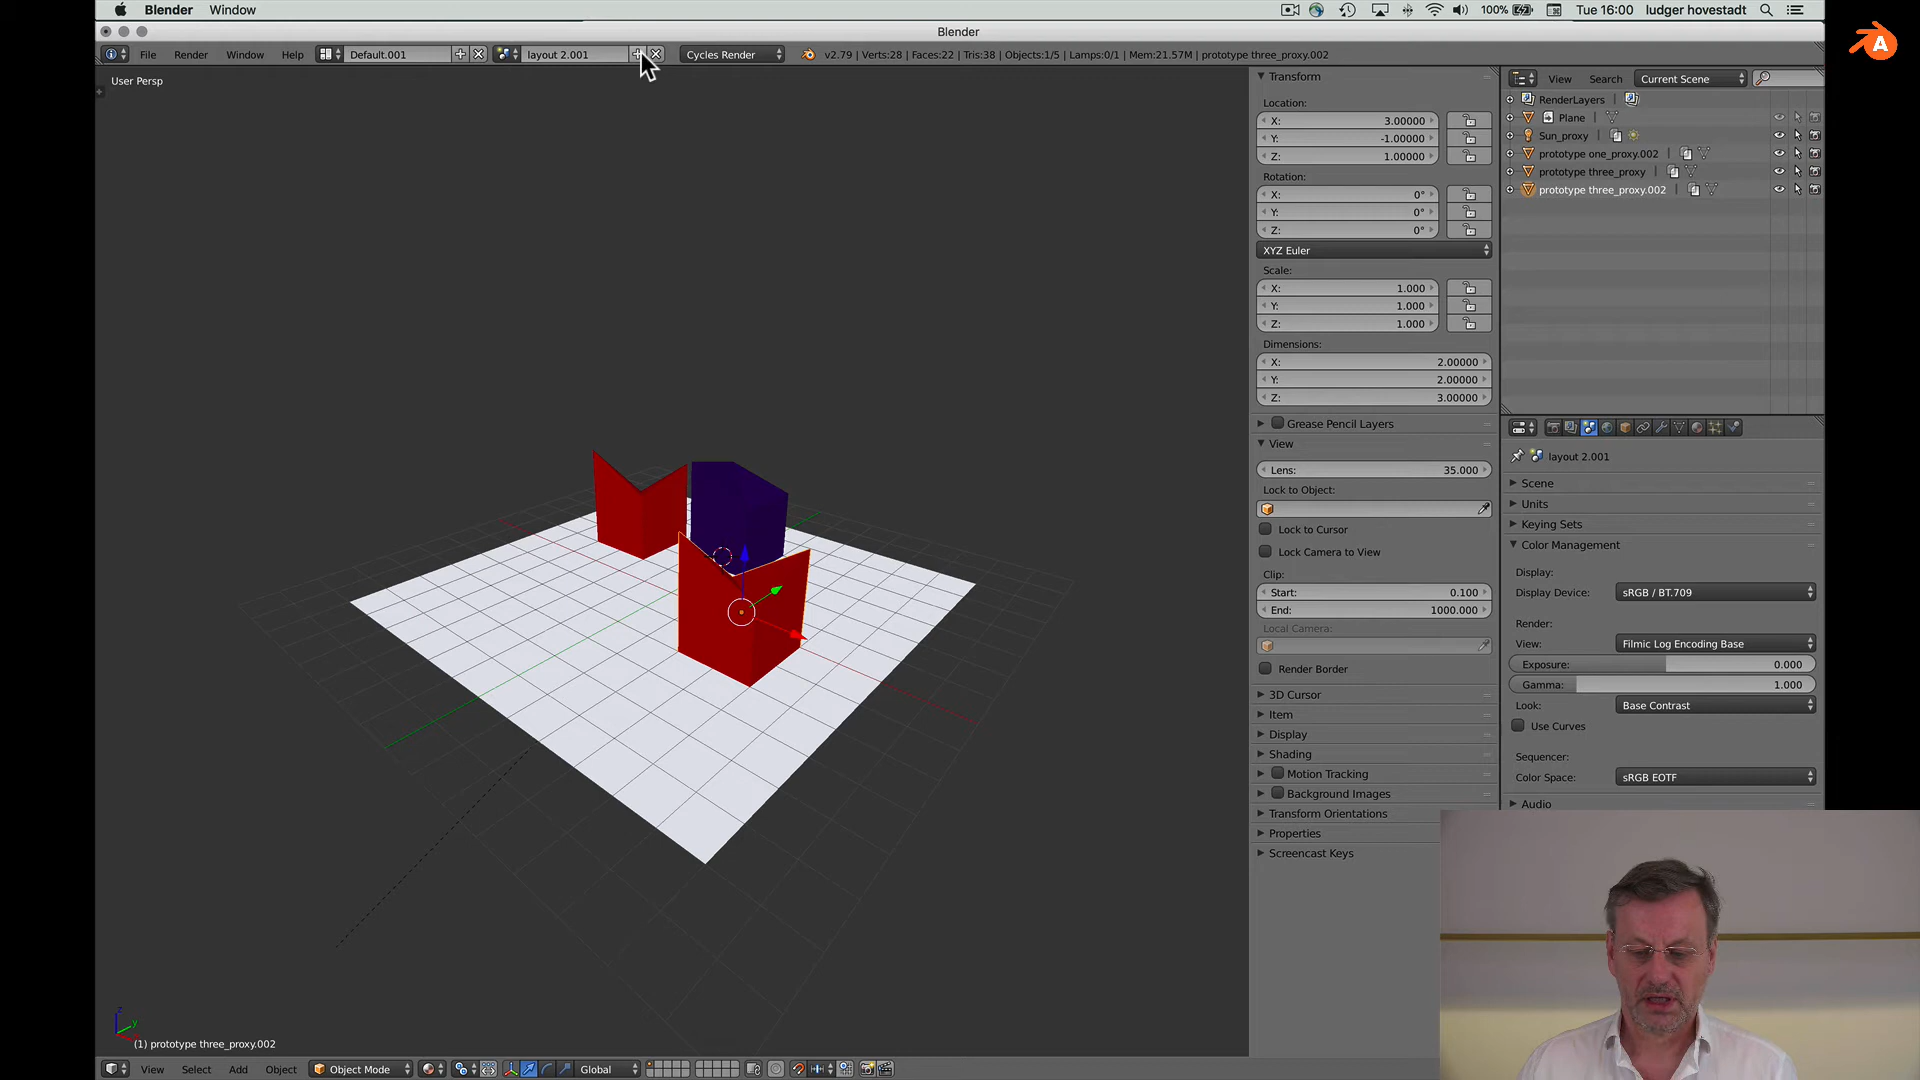 Blender Window
100% Tue 16:00 ludger hovestadt
Blender
File Render Window Help Default.001 layout 2.001 Cycles Render v2.79 | Verts:28 | Faces:22 | Tris:38 | Objects:1/5 | Lamps:0/1 | Mem:21.57M | prototype three_proxy.002
User Persp
Transform
Location:
X: 3.00000
Y: -1.00000
Z: 1.00000
Rotation:
X: 0°
Y: 0°
Z: 0°
XYZ Euler
Scale:
X: 1.000
Y: 1.000
Z: 1.000
Dimensions:
X: 2.00000
Y: 2.00000
Z: 3.00000
Grease Pencil Layers
View
Lens: 35.000
Lock to Object:
Lock to Cursor
Lock Camera to View
Clip:
Start: 0.100
End: 1000.000
Local Camera:
Render Border
3D Cursor
Item
Display
Shading
Motion Tracking
Background Images
Transform Orientations
Properties
Screencast Keys
View Search Current Scene
RenderLayers
Plane
Sun_proxy
prototype one_proxy.002
prototype three_proxy
prototype three_proxy.002
layout 2.001
Scene
Units
Keying Sets
Color Management
Display:
Display Device: sRGB / BT.709
Render:
View: Filmic Log Encoding Base
Exposure: 0.000
Gamma: 1.000
Look: Base Contrast
Use Curves
Sequencer:
Color Space: sRGB EOTF
Audio
z
y
(1) prototype three_proxy.002
View Select Add Object Object Mode Global
A